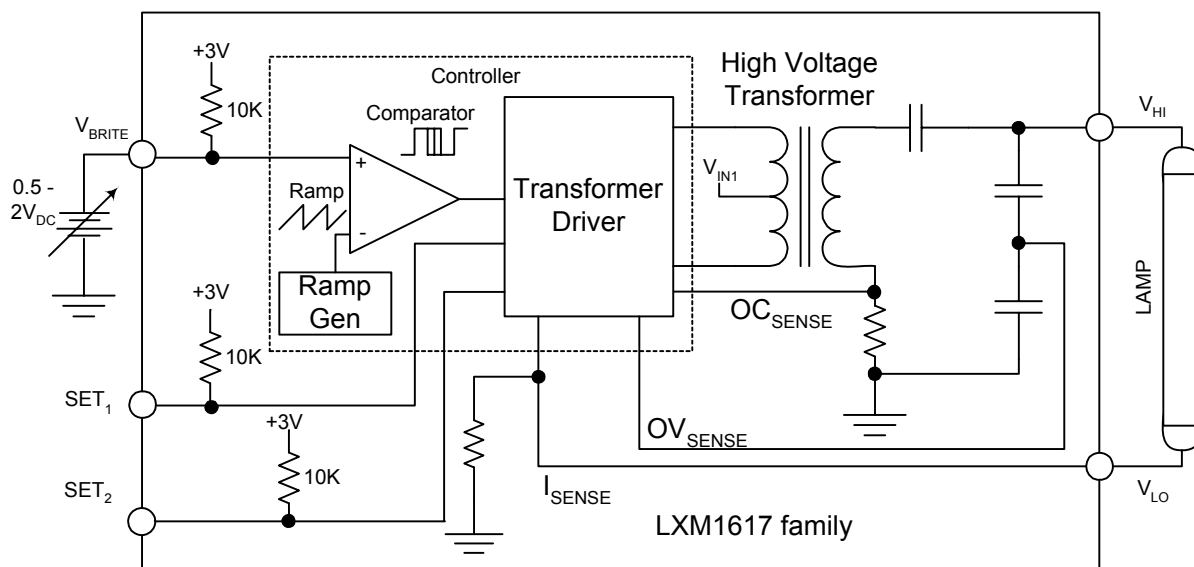 +3V
10K
V_BRITE
0.5 -
2V_DC
Controller
Comparator
+
Ramp
-
Ramp
Gen
Transformer
Driver
High Voltage
Transformer
V_IN1
V_HI
LAMP
OC_SENSE
+3V
10K
SET_1
+3V
10K
SET_2
OV_SENSE
I_SENSE
V_LO
LXM1617 family